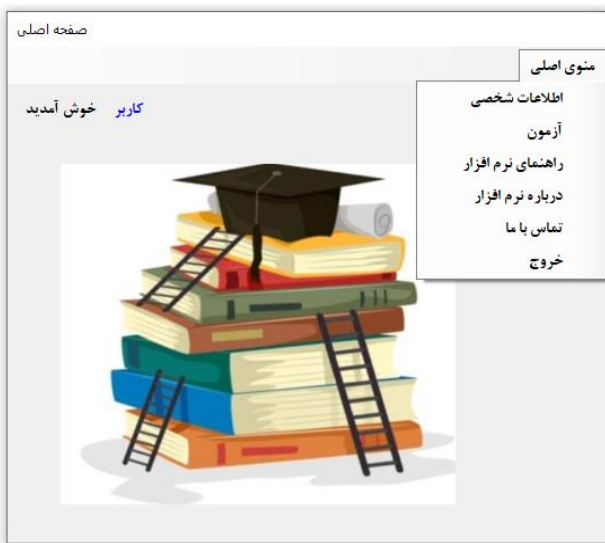 صفحه اصلی
منوی اصلی
اطلاعات شخصی
آزمون
راهنمای نرم افزار
درباره نرم افزار
تماس با ما
خروج
کاربر خوش آمدید